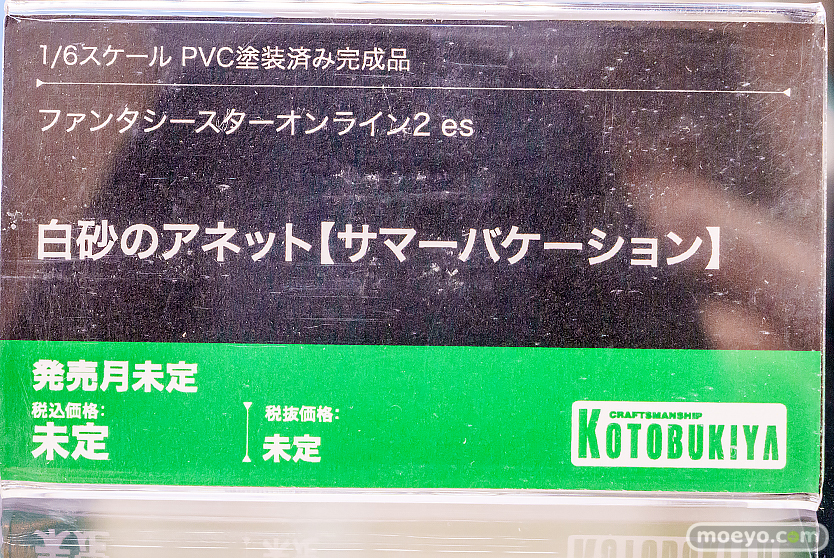 1/6スケール PVC塗装済み完成品
ファンタシースターオンライン2 es
白砂のアネット【サマーバケーション】
発売月未定
税込価格:
未定
税抜価格:
未定
CRAFTSMANSHIP
KOTOBUKIYA
moeyo.com